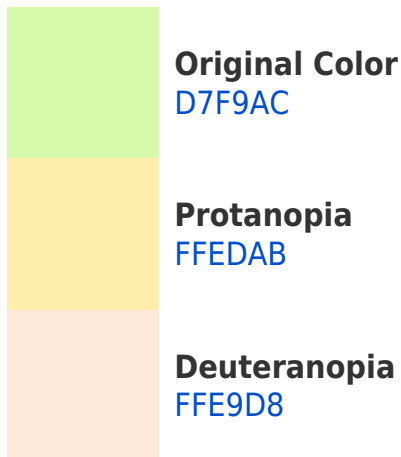 Original Color
D7F9AC
Protanopia
FFEDAB
Deuteranopia
FFE9D8